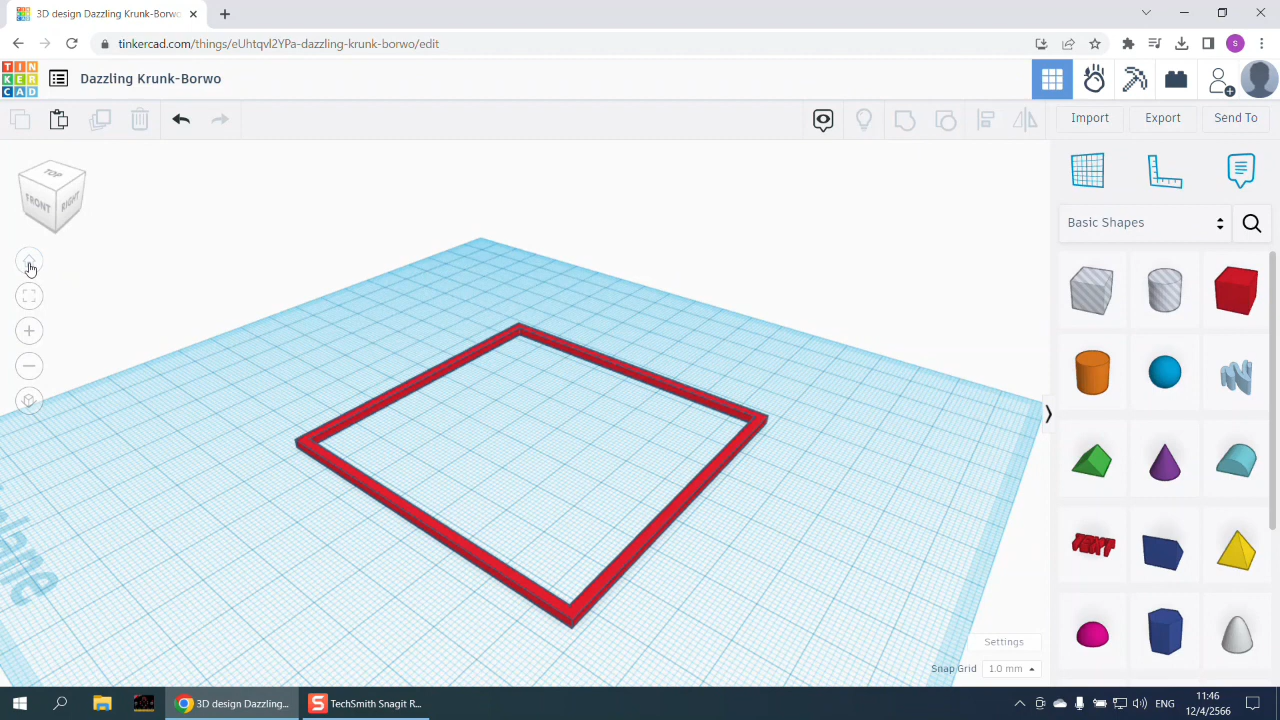 3D design Dazzling Krunk-Borwo
tinkercad.com/things/eUhtqvl2YPa-dazzling-krunk-borwo/edit
S
TIN
KER
CAD
Dazzling Krunk-Borwo
Import
Export
Send To
TOP
FRONT
RIGHT
Basic Shapes
TEXT
Settings
Snap Grid
1.0 mm
3D design Dazzling...
S
TechSmith Snagit R...
ENG
11:46
12/4/2566